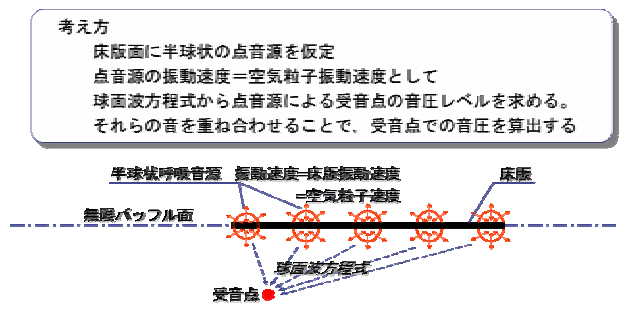 考え方
床版面に半球状の点音源を仮定
点音源の振動速度＝空気粒子振動速度として
球面波方程式から点音源による受音点の音圧レベルを求める。
それらの音を重ね合わせることで，受音点での音圧を算出する
半球状呼吸音源 振動速度=床版振動速度
=空気粒子速度
床版
無限バッフル面
球面波方程式
受音点